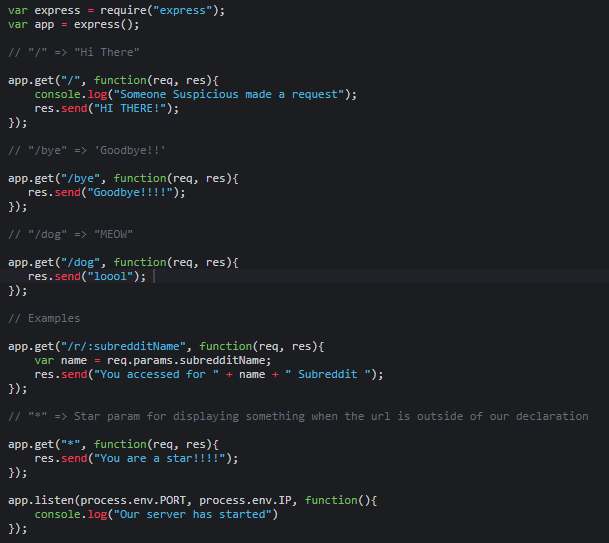 var express = require("express");
var app = express();
// "/" => "Hi There"
app.get("/", function(req, res){
    console.log("Someone Suspicious made a request");
    res.send("HI THERE!");
});
// "/bye" => 'Goodbye!!'
app.get("/bye", function(req, res){
   res.send("Goodbye!!!!");
});
// "/dog" => "MEOW"
app.get("/dog", function(req, res){
   res.send("loool");
});
// Examples
app.get("/r/:subredditName", function(req, res){
    var name = req.params.subredditName;
    res.send("You accessed for " + name + " Subreddit ");
});
// "*" => Star param for displaying something when the url is outside of our declaration
app.get("*", function(req, res){
    res.send("You are a star!!!!");
});
app.listen(process.env.PORT, process.env.IP, function(){
    console.log("Our server has started")
});